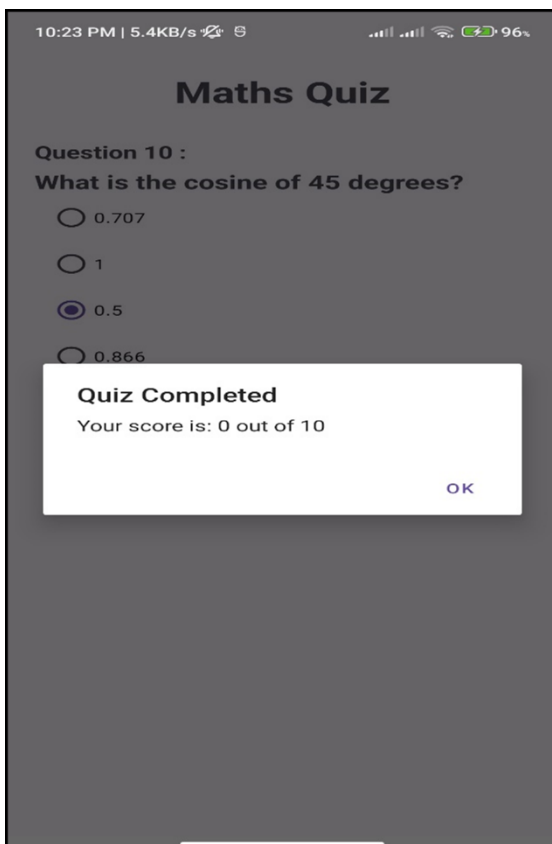 10:23 PM | 5.4KB/s
96%
Maths Quiz
Question 10 :
What is the cosine of 45 degrees?
0.707
1
0.5
0.866
Quiz Completed
Your score is: 0 out of 10
OK